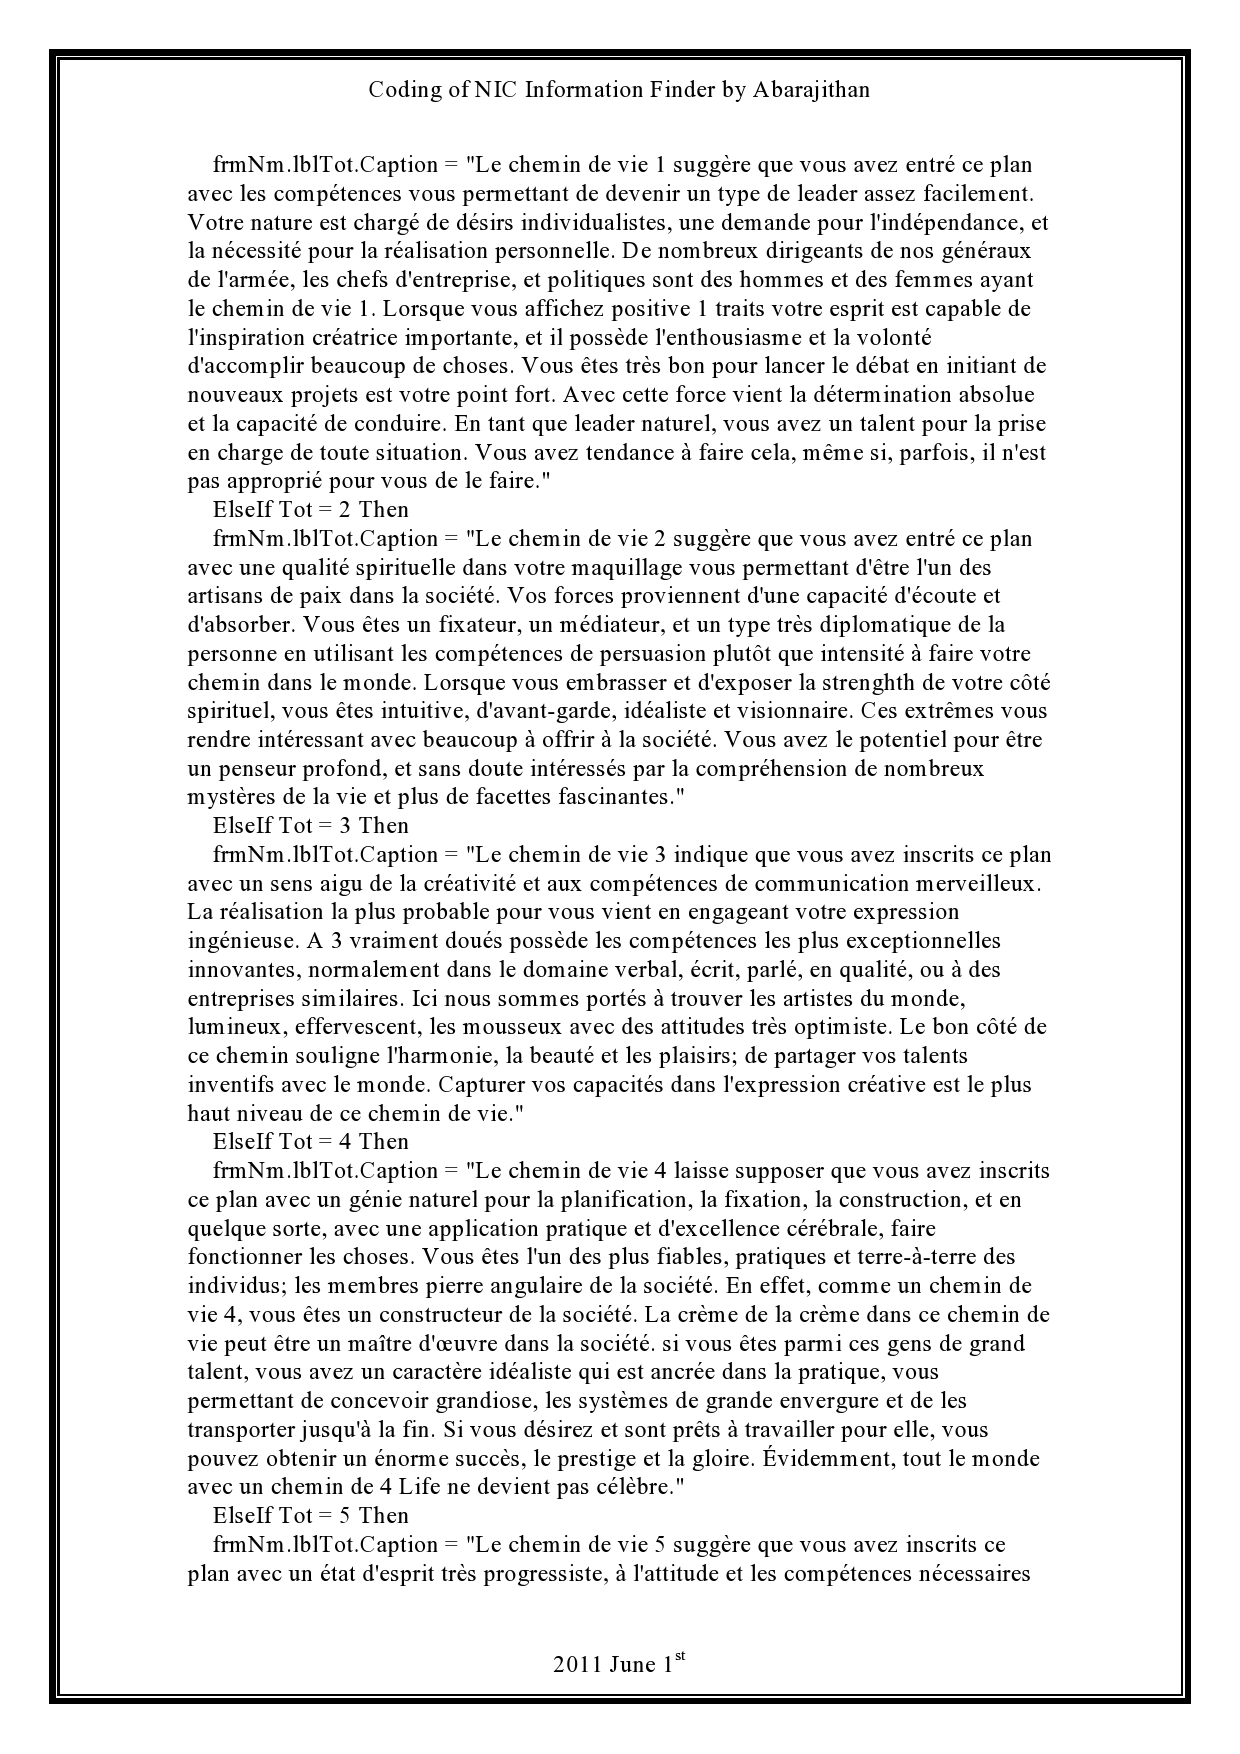 Coding of NIC Information Finder by Abarajithan
frmNm.lblTot.Caption = "Le chemin de vie 1 suggère que vous avez entré ce plan
avec les compétences vous permettant de devenir un type de leader assez facilement.
Votre nature est chargé de désirs individualistes, une demande pour l'indépendance, et
la nécessité pour la réalisation personnelle. De nombreux dirigeants de nos généraux
de l'armée, les chefs d'entreprise, et politiques sont des hommes et des femmes ayant
le chemin de vie 1. Lorsque vous affichez positive 1 traits votre esprit est capable de
l'inspiration créatrice importante, et il possède l'enthousiasme et la volonté
d'accomplir beaucoup de choses. Vous êtes très bon pour lancer le débat en initiant de
nouveaux projets est votre point fort. Avec cette force vient la détermination absolue
et la capacité de conduire. En tant que leader naturel, vous avez un talent pour la prise
en charge de toute situation. Vous avez tendance à faire cela, même si, parfois, il n'est
pas approprié pour vous de le faire."
ElseIf Tot = 2 Then
frmNm.lblTot.Caption = "Le chemin de vie 2 suggère que vous avez entré ce plan
avec une qualité spirituelle dans votre maquillage vous permettant d'être l'un des
artisans de paix dans la société. Vos forces proviennent d'une capacité d'écoute et
d'absorber. Vous êtes un fixateur, un médiateur, et un type très diplomatique de la
personne en utilisant les compétences de persuasion plutôt que intensité à faire votre
chemin dans le monde. Lorsque vous embrasser et d'exposer la strenghth de votre côté
spirituel, vous êtes intuitive, d'avant-garde, idéaliste et visionnaire. Ces extrêmes vous
rendre intéressant avec beaucoup à offrir à la société. Vous avez le potentiel pour être
un penseur profond, et sans doute intéressés par la compréhension de nombreux
mystères de la vie et plus de facettes fascinantes."
ElseIf Tot = 3 Then
frmNm.lblTot.Caption = "Le chemin de vie 3 indique que vous avez inscrits ce plan
avec un sens aigu de la créativité et aux compétences de communication merveilleux.
La réalisation la plus probable pour vous vient en engageant votre expression
ingénieuse. A 3 vraiment doués possède les compétences les plus exceptionnelles
innovantes, normalement dans le domaine verbal, écrit, parlé, en qualité, ou à des
entreprises similaires. Ici nous sommes portés à trouver les artistes du monde,
lumineux, effervescent, les mousseux avec des attitudes très optimiste. Le bon côté de
ce chemin souligne l'harmonie, la beauté et les plaisirs; de partager vos talents
inventifs avec le monde. Capturer vos capacités dans l'expression créative est le plus
haut niveau de ce chemin de vie."
ElseIf Tot = 4 Then
frmNm.lblTot.Caption = "Le chemin de vie 4 laisse supposer que vous avez inscrits
ce plan avec un génie naturel pour la planification, la fixation, la construction, et en
quelque sorte, avec une application pratique et d'excellence cérébrale, faire
fonctionner les choses. Vous êtes l'un des plus fiables, pratiques et terre-à-terre des
individus; les membres pierre angulaire de la société. En effet, comme un chemin de
vie 4, vous êtes un constructeur de la société. La crème de la crème dans ce chemin de
vie peut être un maître d'œuvre dans la société. si vous êtes parmi ces gens de grand
talent, vous avez un caractère idéaliste qui est ancrée dans la pratique, vous
permettant de concevoir grandiose, les systèmes de grande envergure et de les
transporter jusqu'à la fin. Si vous désirez et sont prêts à travailler pour elle, vous
pouvez obtenir un énorme succès, le prestige et la gloire. Évidemment, tout le monde
avec un chemin de 4 Life ne devient pas célèbre."
ElseIf Tot = 5 Then
frmNm.lblTot.Caption = "Le chemin de vie 5 suggère que vous avez inscrits ce
plan avec un état d'esprit très progressiste, à l'attitude et les compétences nécessaires
2011 June 1st